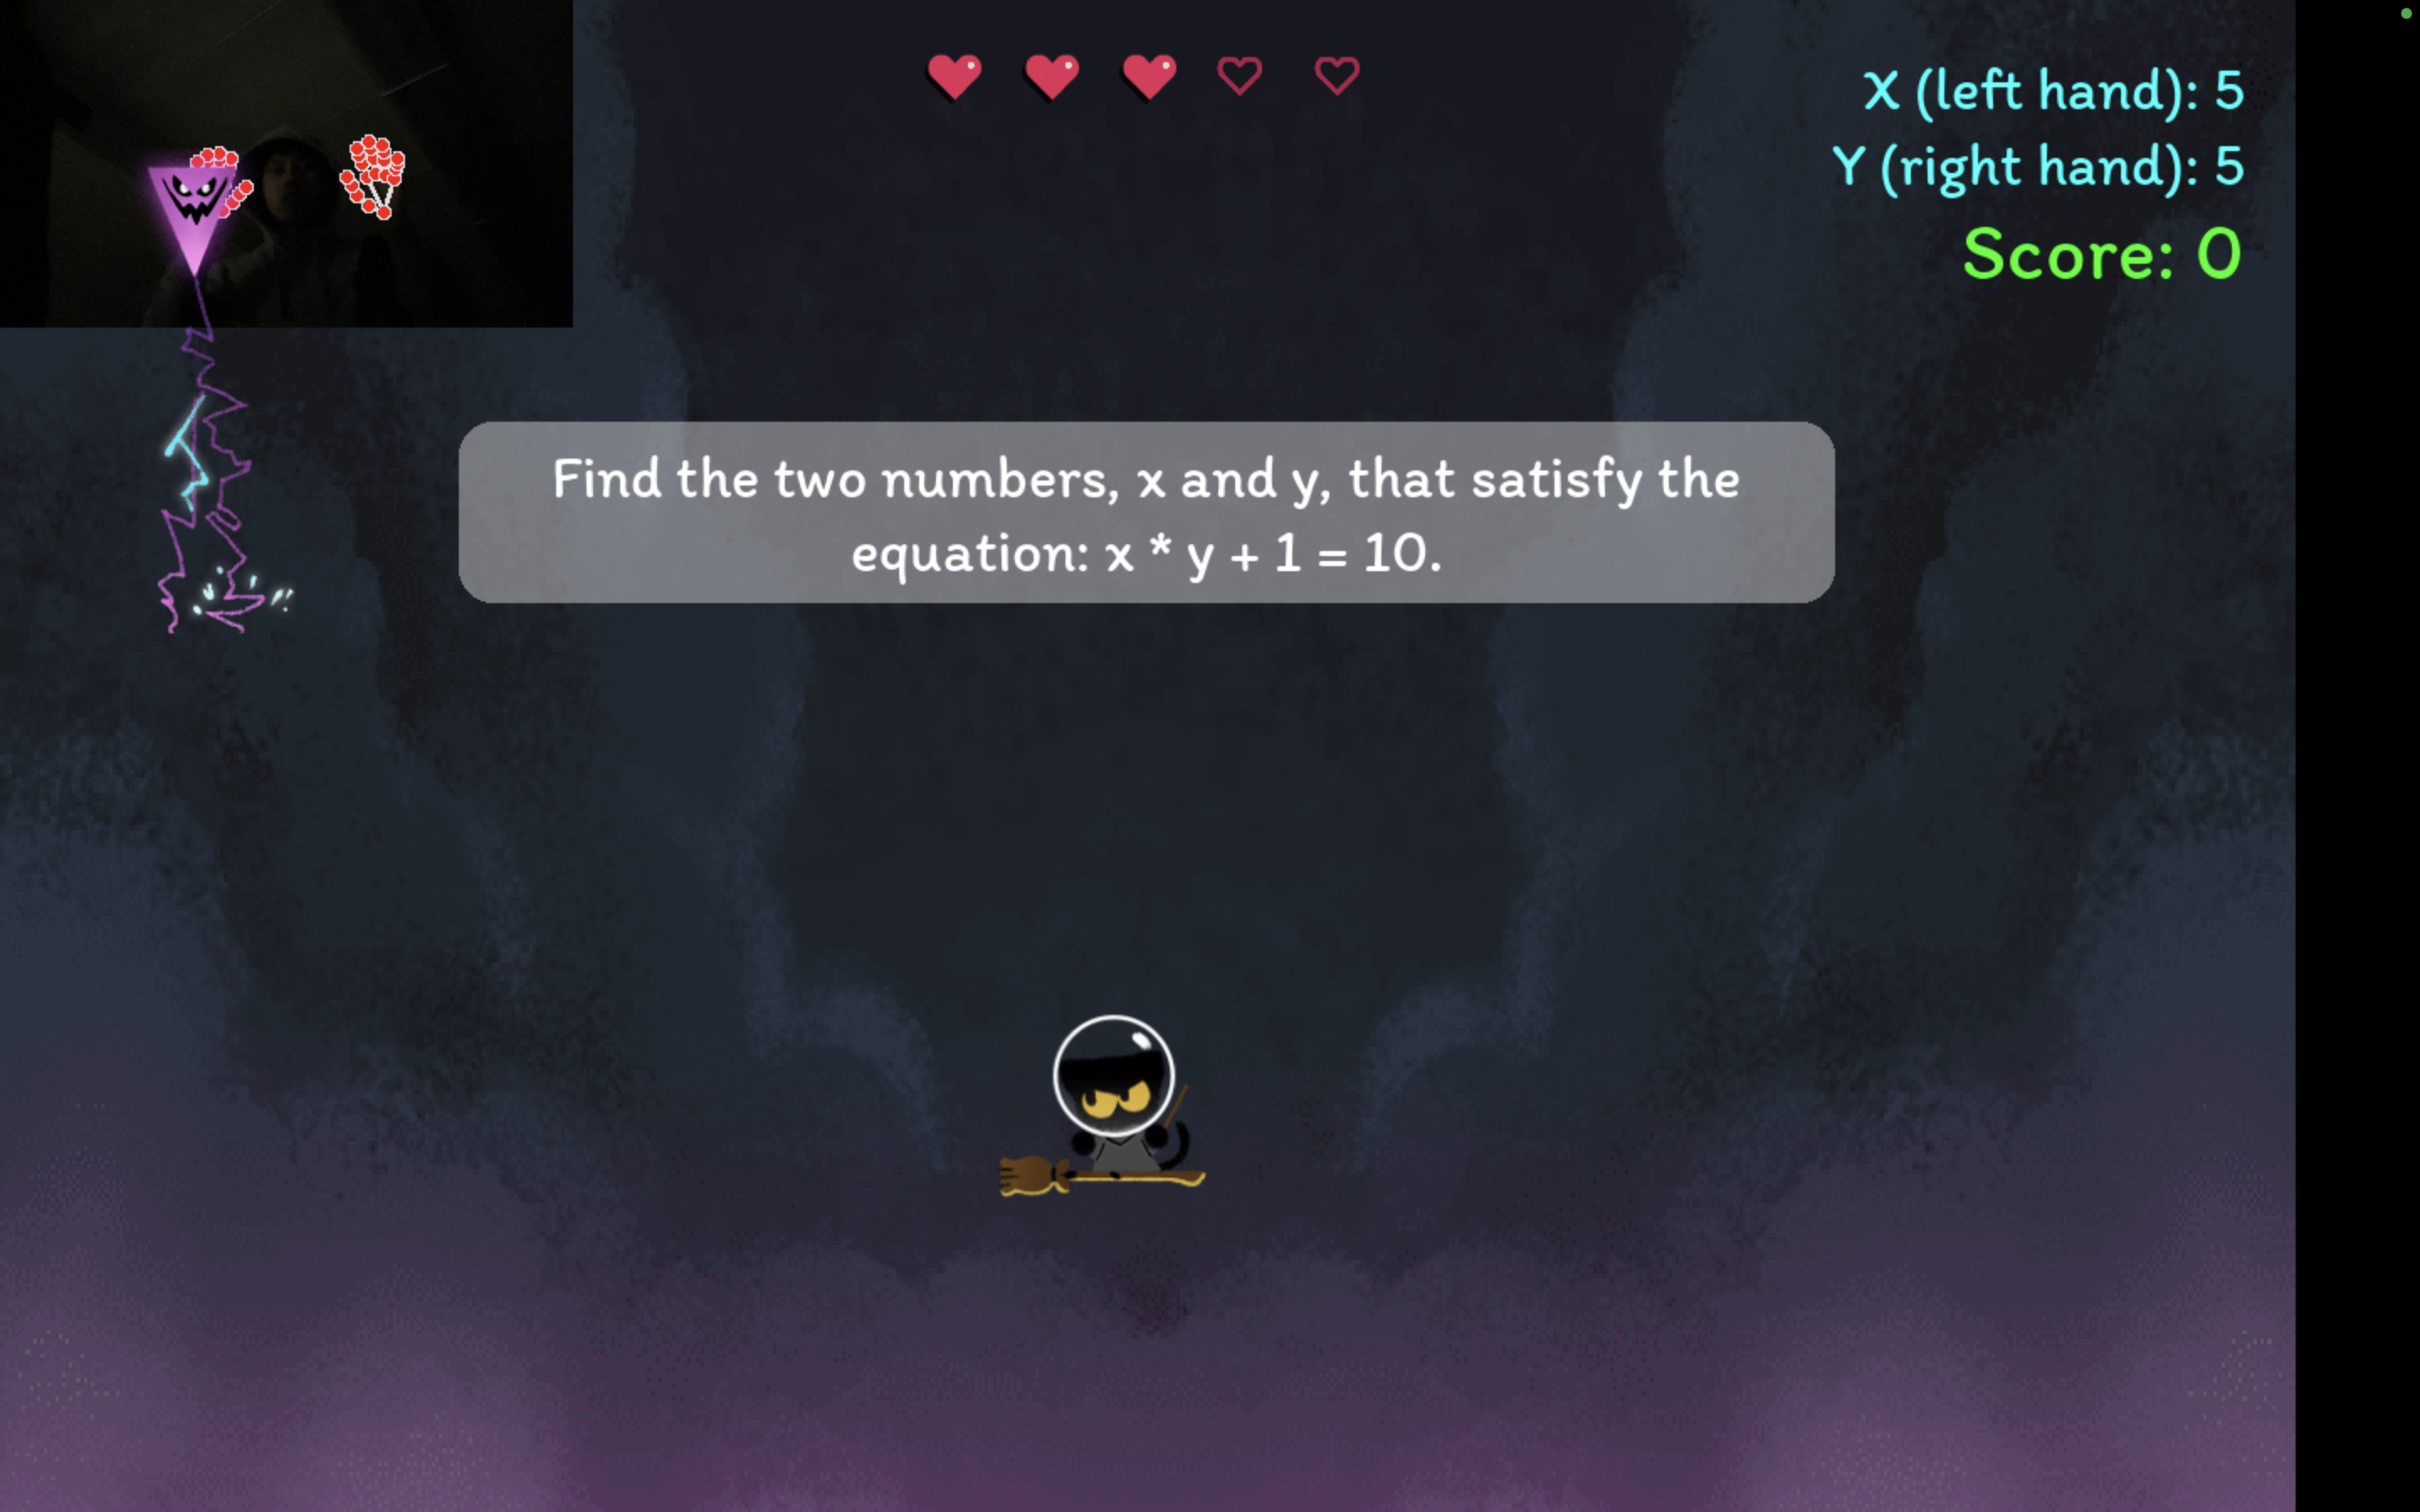 X (left hand): 5
Y (right hand): 5
Score: 0
Find the two numbers, x and y, that satisfy the
equation: x * y + 1 = 10.